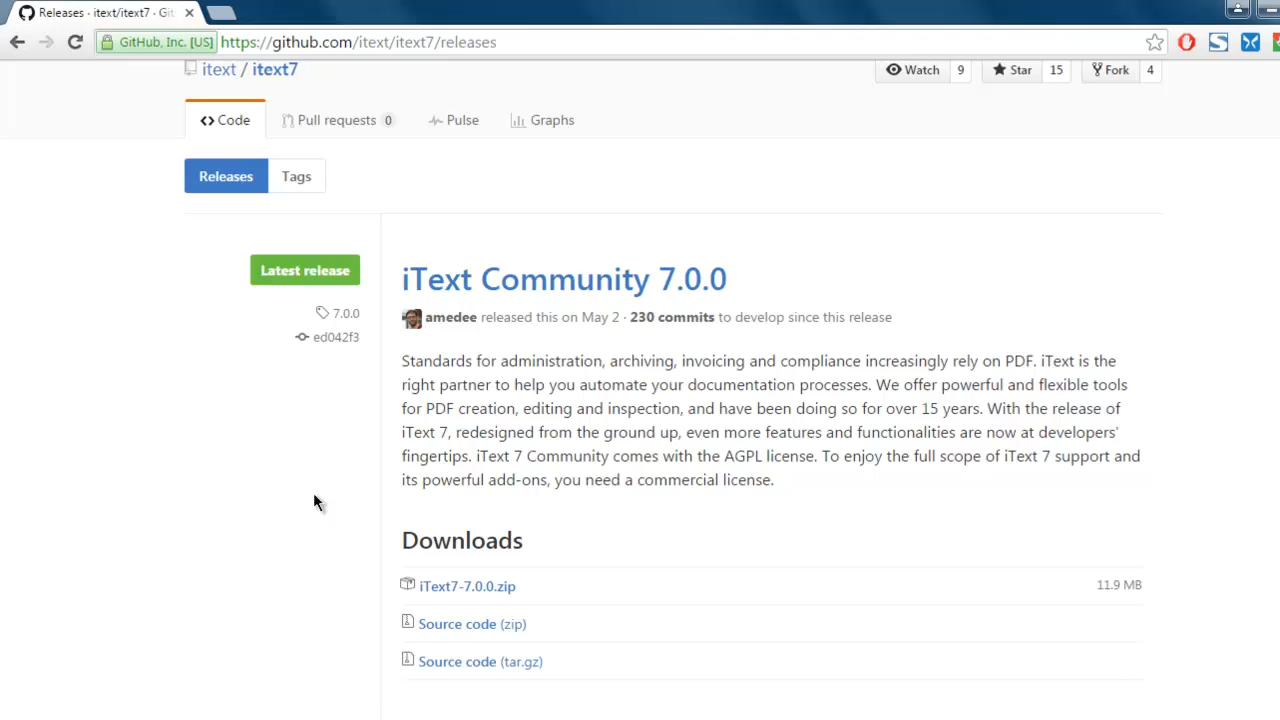 Releases · itext/itext7 · Git
GitHub, Inc. [US] https://github.com/itext/itext7/releases
itext / itext7
Watch 9 Star 15 Fork 4
Code Pull requests 0 Pulse Graphs
Releases Tags
Latest release
7.0.0
ed042f3
iText Community 7.0.0
amedee released this on May 2 · 230 commits to develop since this release
Standards for administration, archiving, invoicing and compliance increasingly rely on PDF. iText is the
right partner to help you automate your documentation processes. We offer powerful and flexible tools
for PDF creation, editing and inspection, and have been doing so for over 15 years. With the release of
iText 7, redesigned from the ground up, even more features and functionalities are now at developers'
fingertips. iText 7 Community comes with the AGPL license. To enjoy the full scope of iText 7 support and
its powerful add-ons, you need a commercial license.
Downloads
iText7-7.0.0.zip 11.9 MB
Source code (zip)
Source code (tar.gz)